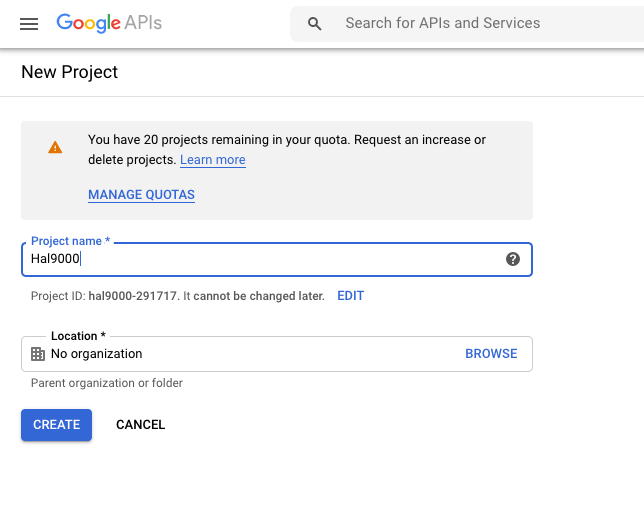 Google APIs
Search for APIs and Services
New Project
You have 20 projects remaining in your quota. Request an increase or
delete projects. Learn more
MANAGE QUOTAS
Project name *
Hal9000
Project ID: hal9000-291717. It cannot be changed later. EDIT
Location *
No organization BROWSE
Parent organization or folder
CREATE CANCEL